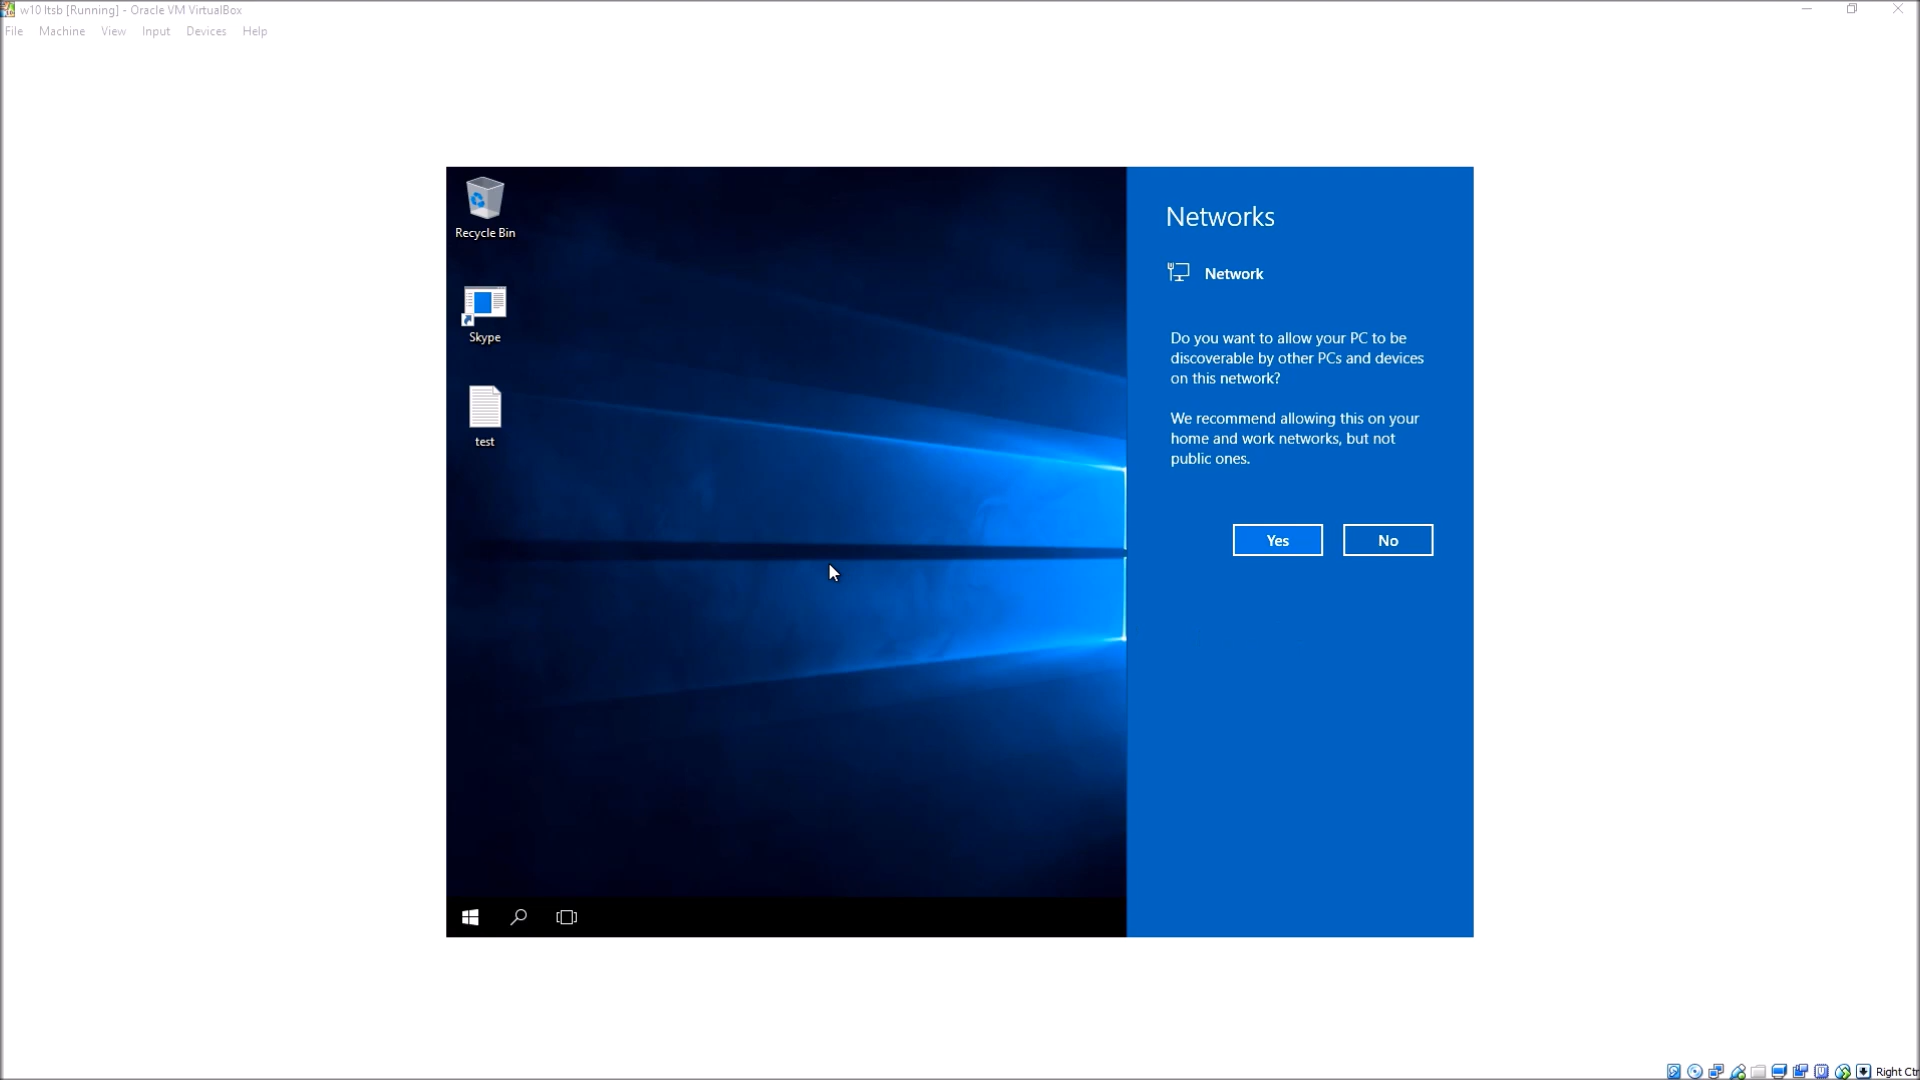 w10 ltsb [Running] - Oracle VM VirtualBox
File Machine View Input Devices Help
Recycle Bin
Skype
test
Networks
Network
Do you want to allow your PC to be
discoverable by other PCs and devices
on this network?
We recommend allowing this on your
home and work networks, but not
public ones.
Yes No
Right Ctr